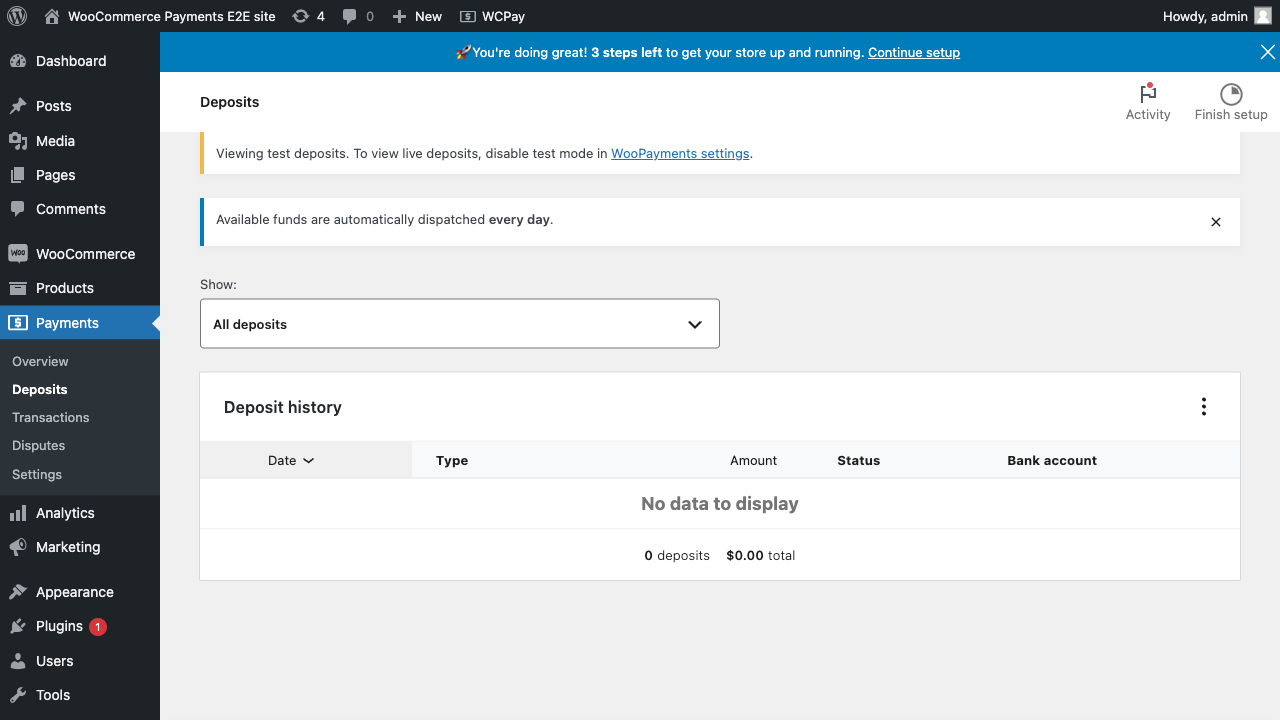 WooCommerce Payments E2E site 4 0 New WCPay Howdy, admin
🚀You're doing great! 3 steps left to get your store up and running. Continue setup
Dashboard
Posts
Media
Pages
Comments
WOO WooCommerce
Products
Payments
Overview
Deposits
Transactions
Disputes
Settings
Analytics
Marketing
Appearance
Plugins 1
Users
Tools
Deposits
Activity
Finish setup
Viewing test deposits. To view live deposits, disable test mode in WooPayments settings.
Available funds are automatically dispatched every day.
Show:
All deposits
Deposit history
Date Type Amount Status Bank account
No data to display
0 deposits $0.00 total